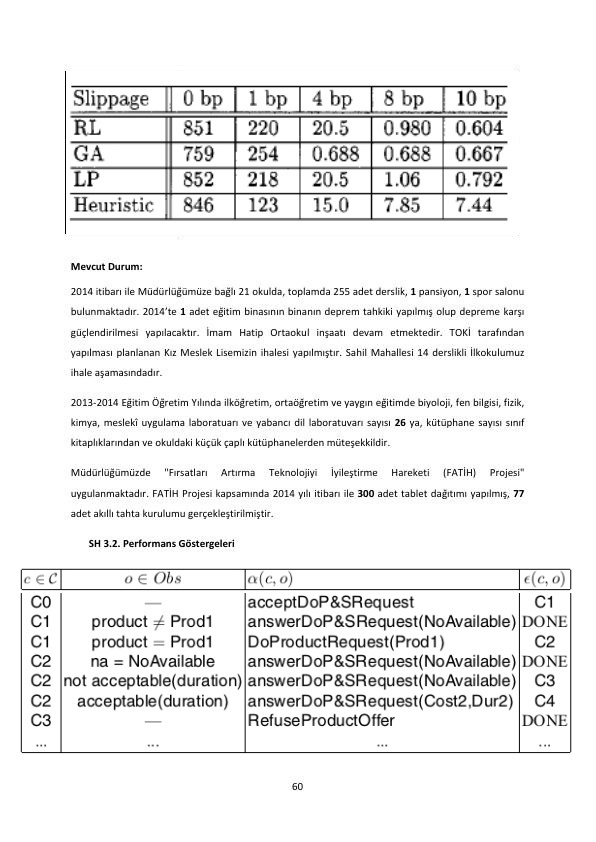 Slippage 0 bp 1 bp 4 bp 8 bp 10 bp
RL 851 220 20.5 0.980 0.604
GA 759 254 0.688 0.688 0.667
LP 852 218 20.5 1.06 0.792
Heuristic 846 123 15.0 7.85 7.44
Mevcut Durum:
2014 itibarı ile Müdürlüğümüze bağlı 21 okulda, toplamda 255 adet derslik, 1 pansiyon, 1 spor salonu
bulunmaktadır. 2014’te 1 adet eğitim binasının binanın deprem tahkiki yapılmış olup depreme karşı
güçlendirilmesi yapılacaktır. İmam Hatip Ortaokul inşaatı devam etmektedir. TOKİ tarafından
yapılması planlanan Kız Meslek Lisemizin ihalesi yapılmıştır. Sahil Mahallesi 14 derslikli İlkokulumuz
ihale aşamasındadır.
2013-2014 Eğitim Öğretim Yılında ilköğretim, ortaöğretim ve yaygın eğitimde biyoloji, fen bilgisi, fizik,
kimya, meslekî uygulama laboratuarı ve yabancı dil laboratuvarı sayısı 26 ya, kütüphane sayısı sınıf
kitaplıklarından ve okuldaki küçük çaplı kütüphanelerden müteşekkildir.
Müdürlüğümüzde "Fırsatları Artırma Teknolojiyi İyileştirme Hareketi (FATİH) Projesi"
uygulanmaktadır. FATİH Projesi kapsamında 2014 yılı itibarı ile 300 adet tablet dağıtımı yapılmış, 77
adet akıllı tahta kurulumu gerçekleştirilmiştir.
SH 3.2. Performans Göstergeleri
c ∈ C o ∈ Obs α(c, o) ϵ(c, o)
C0 — acceptDoP&SRequest C1
C1 product ≠ Prod1 answerDoP&SRequest(NoAvailable) DONE
C1 product = Prod1 DoProductRequest(Prod1) C2
C2 na = NoAvailable answerDoP&SRequest(NoAvailable) DONE
C2 not acceptable(duration) answerDoP&SRequest(NoAvailable) C3
C2 acceptable(duration) answerDoP&SRequest(Cost2,Dur2) C4
C3 — RefuseProductOffer DONE
... ... ... ...
60